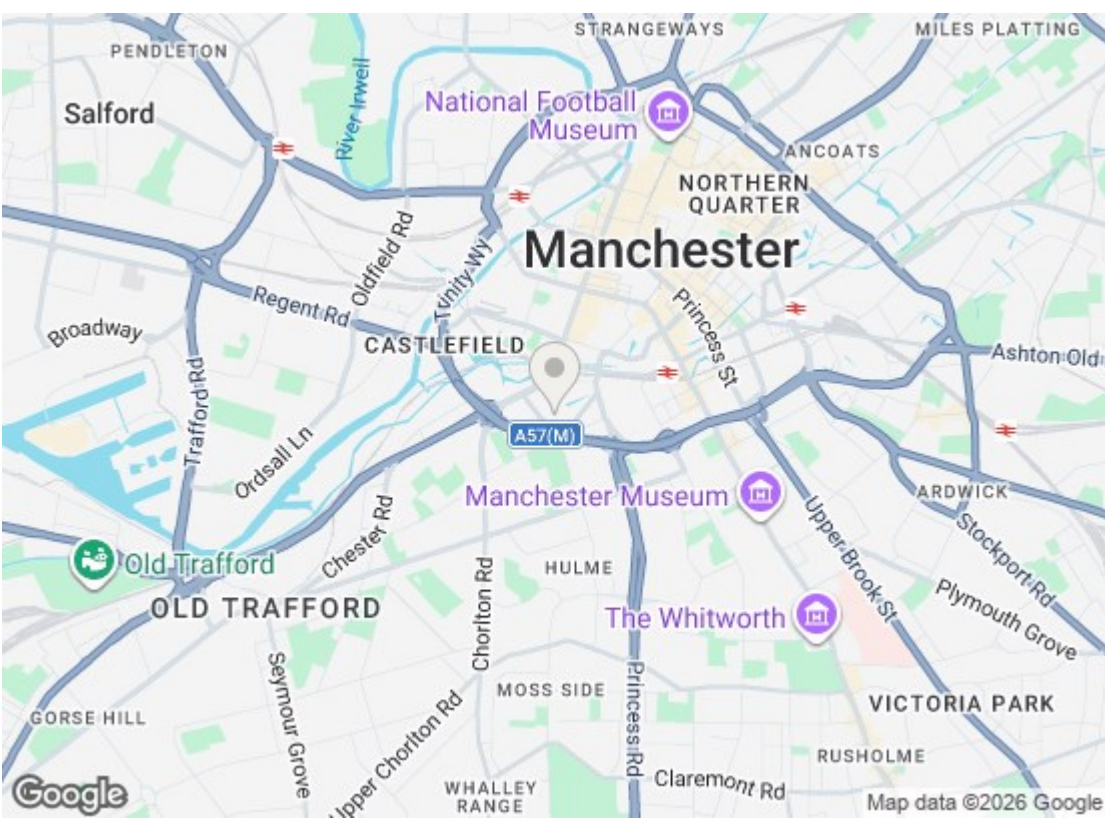 STRANGEWAYS
MILES PLATTING
PENDLETON
Salford
River Irwell
National Football
Museum
ANCOATS
NORTHERN
QUARTER
Oldfield Rd
Manchester
Trinity Wy
Regent Rd
Princess St
Broadway
CASTLEFIELD
Ashton Old
Trafford Rd
A57(M)
Ordsall Ln
Manchester Museum
ARDWICK
Chester Rd
Upper Brook St
Stockport Rd
Old Trafford
HULME
OLD TRAFFORD
Chorlton Rd
The Whitworth
Plymouth Grove
Seymour Grove
Princess Rd
MOSS SIDE
VICTORIA PARK
GORSE HILL
Upper Chorlton Rd
RUSHOLME
WHALLEY
RANGE
Claremont Rd
Google
Map data ©2026 Google